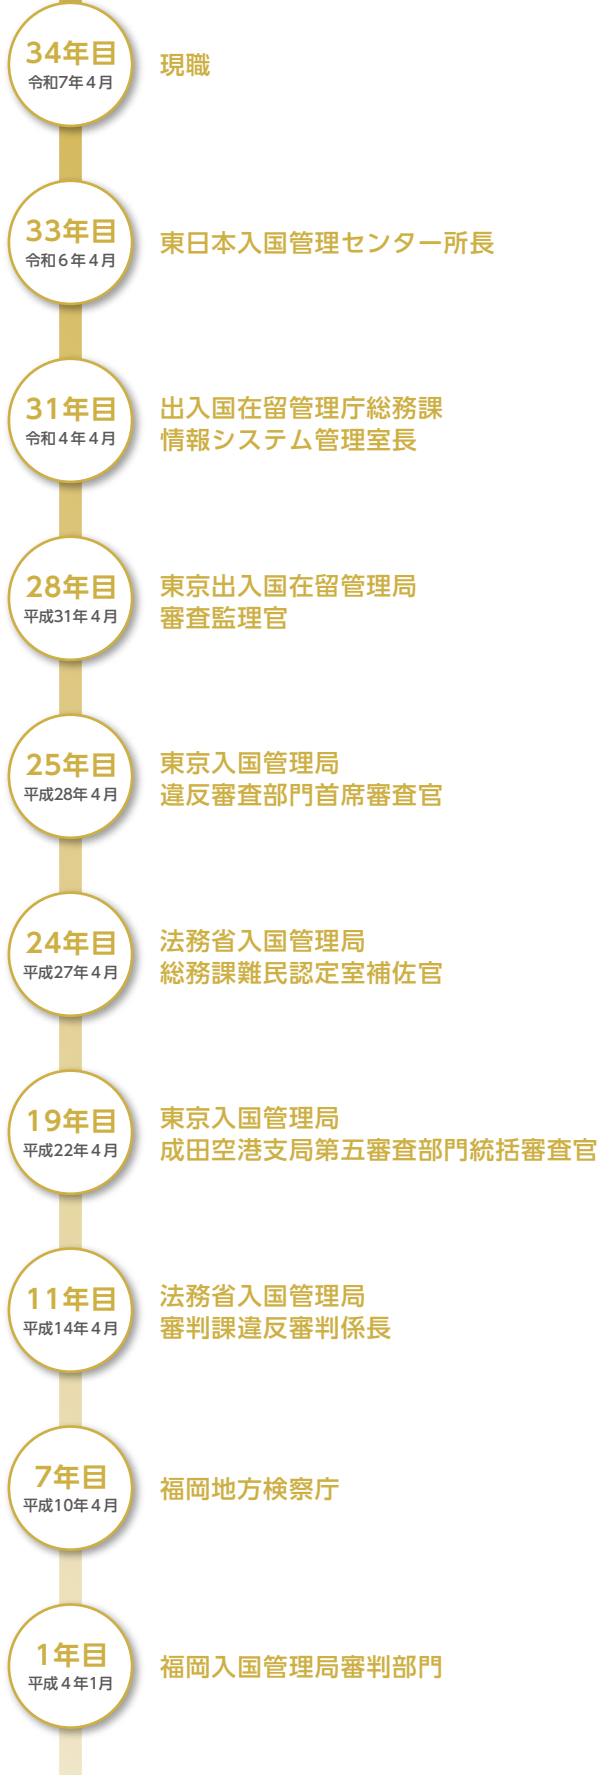 34年目
令和7年４月
現職
33年目
令和６年４月
東日本入国管理センター所長
31年目
令和４年４月
出入国在留管理庁総務課
情報システム管理室長
28年目
平成31年４月
東京出入国在留管理局
審査監理官
25年目
平成28年４月
東京入国管理局
違反審査部門首席審査官
24年目
平成27年４月
法務省入国管理局
総務課難民認定室補佐官
19年目
平成22年４月
東京入国管理局
成田空港支局第五審査部門統括審査官
11年目
平成14年４月
法務省入国管理局
審判課違反審判係長
7年目
平成10年４月
福岡地方検察庁
1年目
平成４年1月
福岡入国管理局審判部門